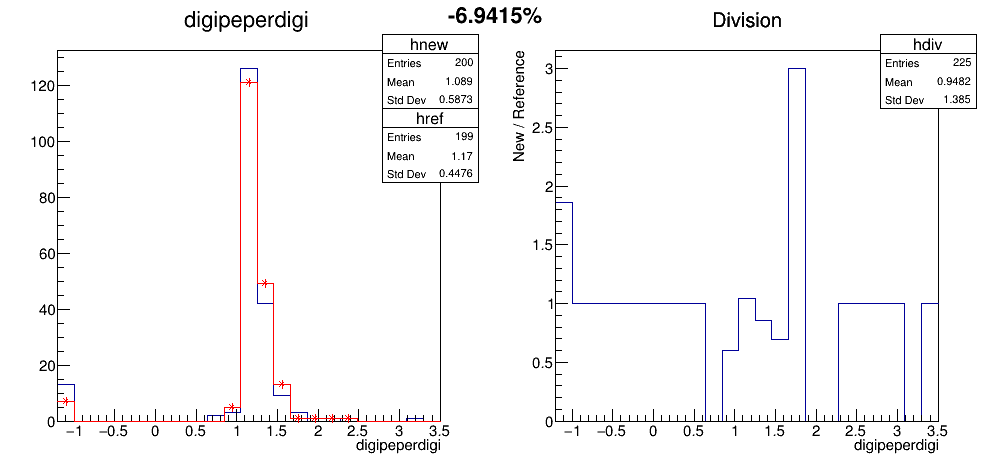 digipeperdigi
-6.9415%
Division
hnew
Entries 200
Mean 1.089
Std Dev 0.5873
href
Entries 199
Mean 1.17
Std Dev 0.4476
120
100
80
60
40
20
0
−1 −0.5 0 0.5 1 1.5 2 2.5 3 3.5
digipeperdigi
hdiv
Entries 225
Mean 0.9482
Std Dev 1.385
New / Reference
3
2.5
2
1.5
1
0.5
0
−1 −0.5 0 0.5 1 1.5 2 2.5 3 3.5
digipeperdigi